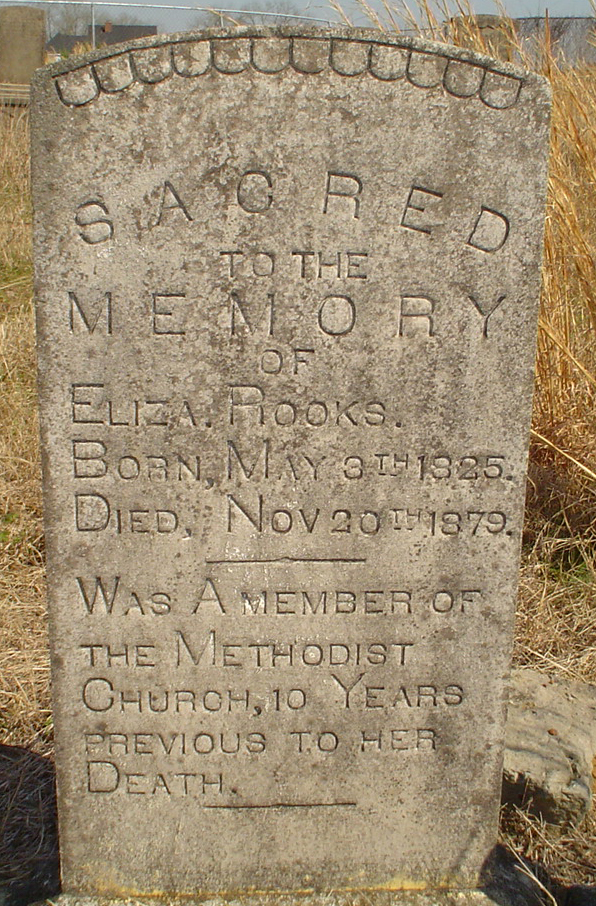 SACRED
TO THE
MEMORY
OF
ELIZA. ROOKS.
BORN, MAY 8TH 1825.
DIED, NOV 20TH 1879.
WAS A MEMBER OF
THE METHODIST
CHURCH, 10 YEARS
PREVIOUS TO HER
DEATH.